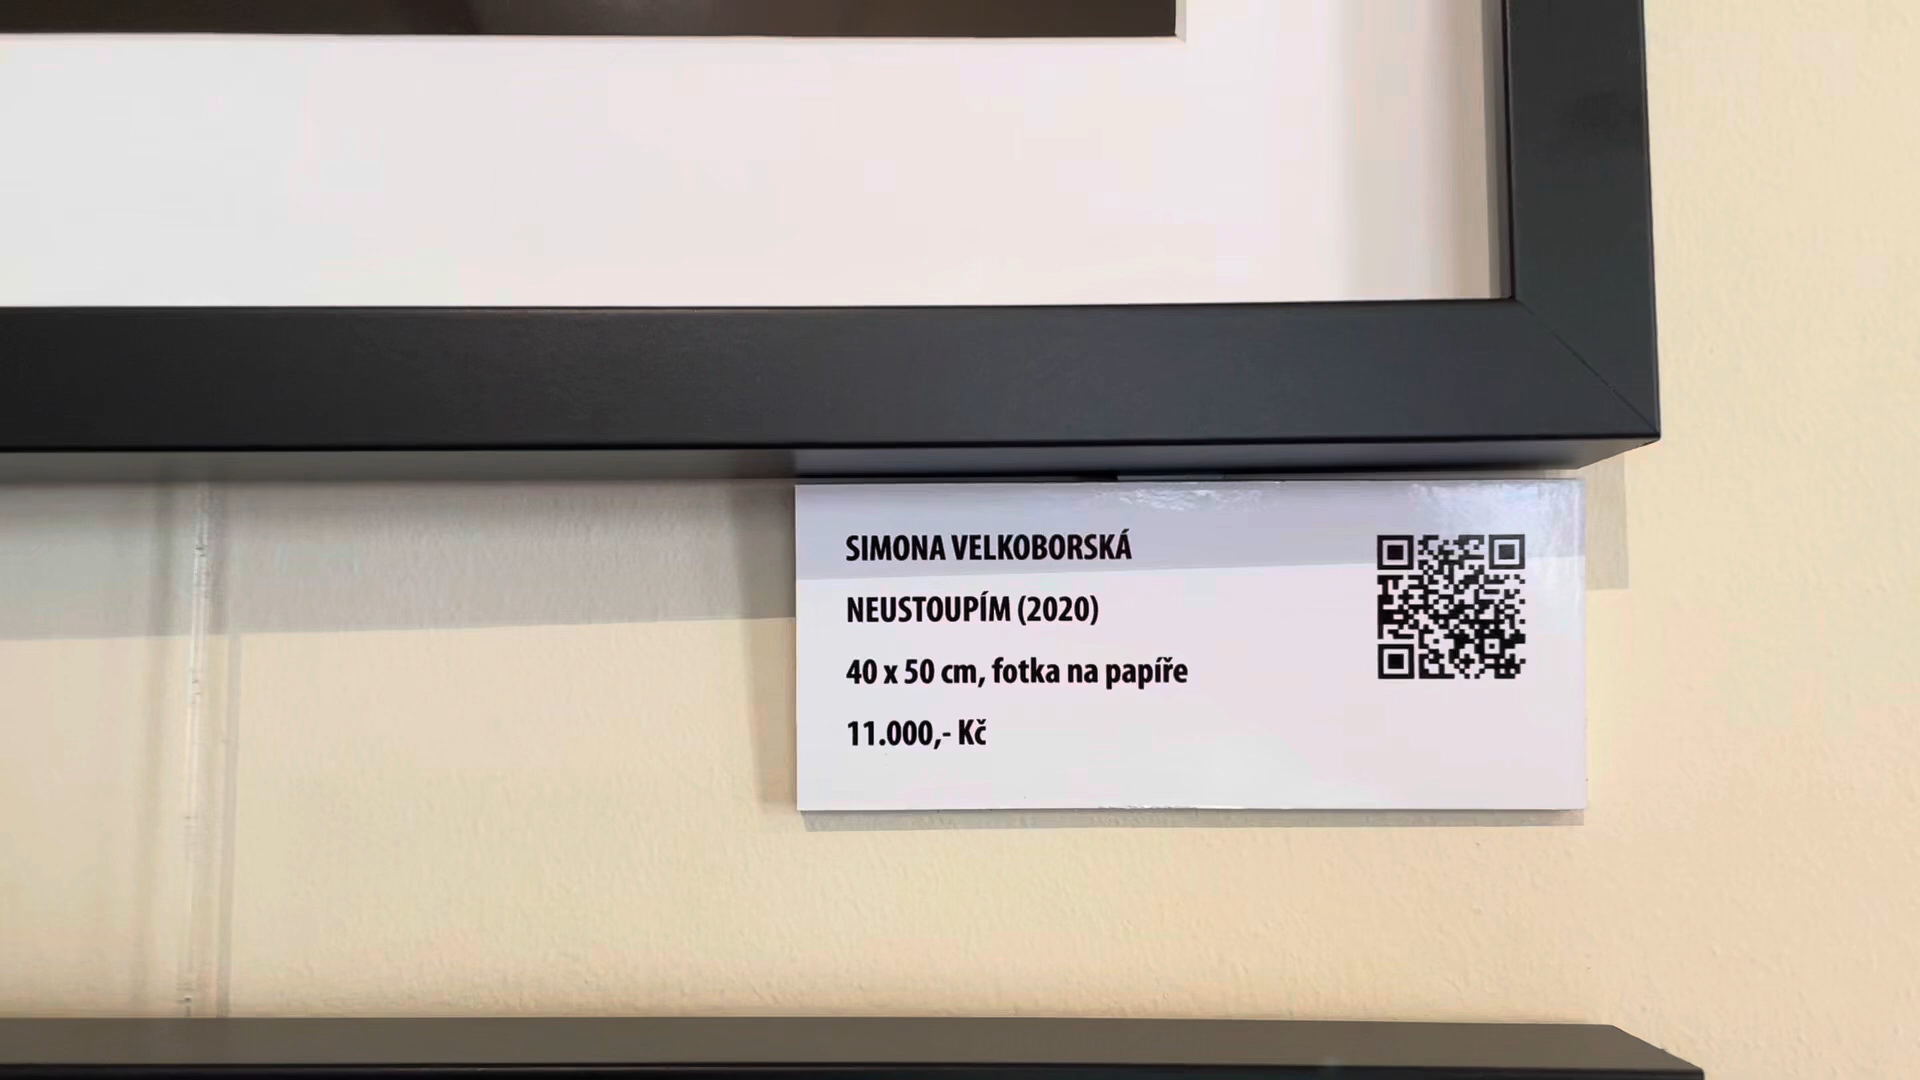 SIMONA VELKOBORSKÁ
NEUSTOUPÍM (2020)
40 x 50 cm, fotka na papíře
11.000,- Kč